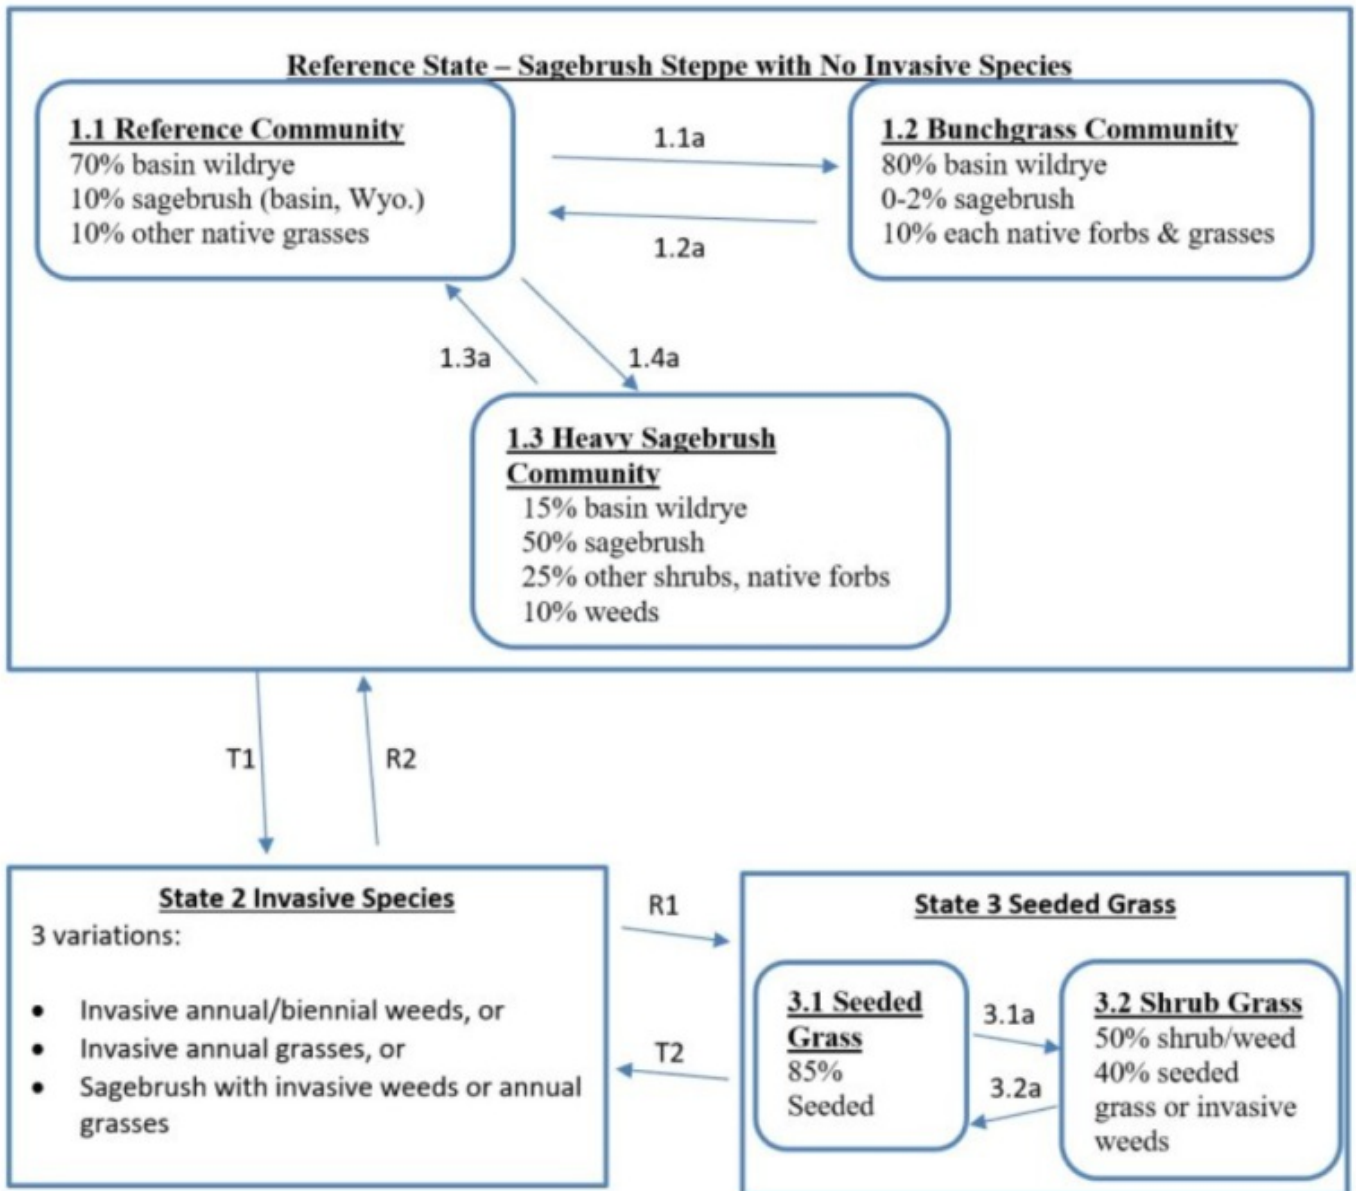 Reference State – Sagebrush Steppe with No Invasive Species
1.1 Reference Community
70% basin wildrye
10% sagebrush (basin, Wyo.)
10% other native grasses
1.1a
1.2a
1.2 Bunchgrass Community
80% basin wildrye
0-2% sagebrush
10% each native forbs & grasses
1.3a
1.4a
1.3 Heavy Sagebrush
Community
15% basin wildrye
50% sagebrush
25% other shrubs, native forbs
10% weeds
T1
R2
State 2 Invasive Species
3 variations:
• Invasive annual/biennial weeds, or
• Invasive annual grasses, or
• Sagebrush with invasive weeds or annual
grasses
R1
T2
State 3 Seeded Grass
3.1 Seeded
Grass
85%
Seeded
3.1a
3.2a
3.2 Shrub Grass
50% shrub/weed
40% seeded
grass or invasive
weeds